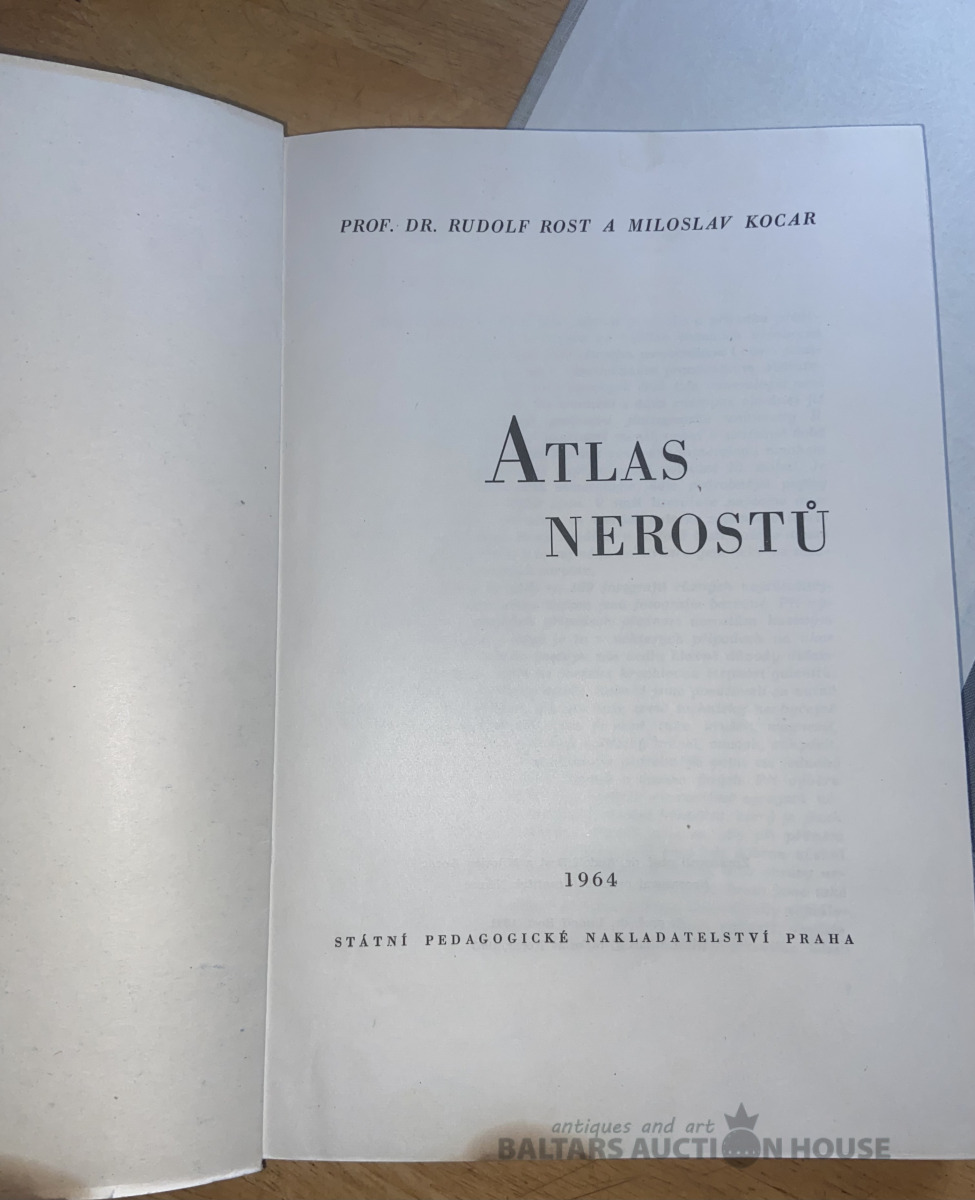 PROF. DR. RUDOLF ROST A MILOSLAV KOCAR
ATLAS
NEROSTŮ
1964
STÁTNÍ PEDAGOGICKÉ NAKLADATELSTVÍ PRAHA
antiques and art
BALTARS AUCTION HOUSE